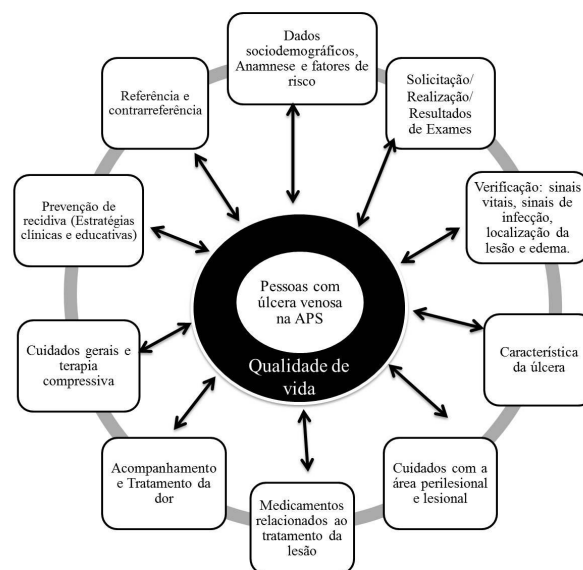 Dados
sociodemográficos,
Anamnese e fatores de
risco
Solicitação/
Realização/
Resultados
de Exames
Verificação: sinais
vitais, sinais de
infecção,
localização da
lesão e edema.
Característica
da úlcera
Cuidados com a
área perilesional e
lesional
Medicamentos
relacionados ao
tratamento da
lesão
Acompanhamento
e Tratamento da
dor
Cuidados gerais e
terapia
compressiva
Prevenção de
recidiva (Estratégias
clínicas e educativas)
Referência e
contrarreferência
Pessoas com
úlcera venosa
na APS
Qualidade de
vida